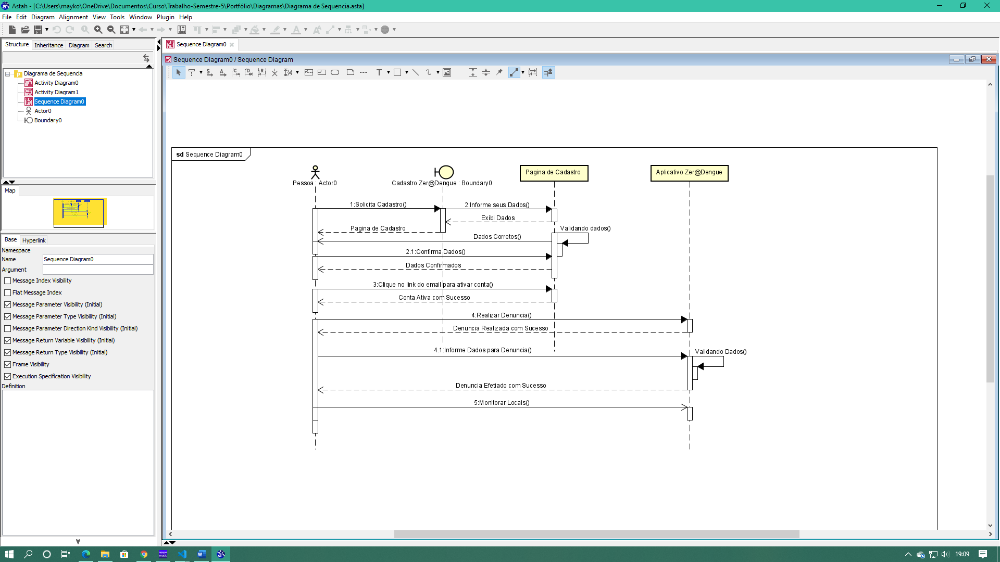 Astah - [C:\Users\mayko\OneDrive\Documentos\Curso\Trabalho-Semestre-5\Portfólio\Diagramas\Diagrama de Sequencia.asta]
File Edit Diagram Alignment View Tools Window Plugin Help
Structure Inheritance Diagram Search
Diagrama de Sequencia
Activity Diagram0
Activity Diagram1
Sequence Diagram0
Actor0
Boundary0
Map
Base Hyperlink
Namespace
Name Sequence Diagram0
Argument
Message Index Visibility
Flat Message Index
Message Parameter Visibility (Initial)
Message Parameter Type Visibility (Initial)
Message Parameter Direction Kind Visibility (Initial)
Message Return Variable Visibility (Initial)
Message Return Type Visibility (Initial)
Frame Visibility
Execution Specification Visibility
Definition
Sequence Diagram0
Sequence Diagram0 / Sequence Diagram
sd Sequence Diagram0
Pessoa : Actor0
Cadastro Zer@Dengue : Boundary0
Pagina de Cadastro
Aplicativo Zer@Dengue
1:Solicita Cadastro()
2:Informe seus Dados()
Exibi Dados
Pagina de Cadastro
Validando dados()
Dados Corretos()
2.1:Confirma Dados()
Dados Confirmados
3:Clique no link do email para ativar conta()
Conta Ativa com Sucesso
4:Realizar Denuncia()
Denuncia Realizada com Sucesso
4.1:Informe Dados para Denuncia()
Validando Dados()
Denuncia Efetiado com Sucesso
5:Monitorar Locais()
19:09